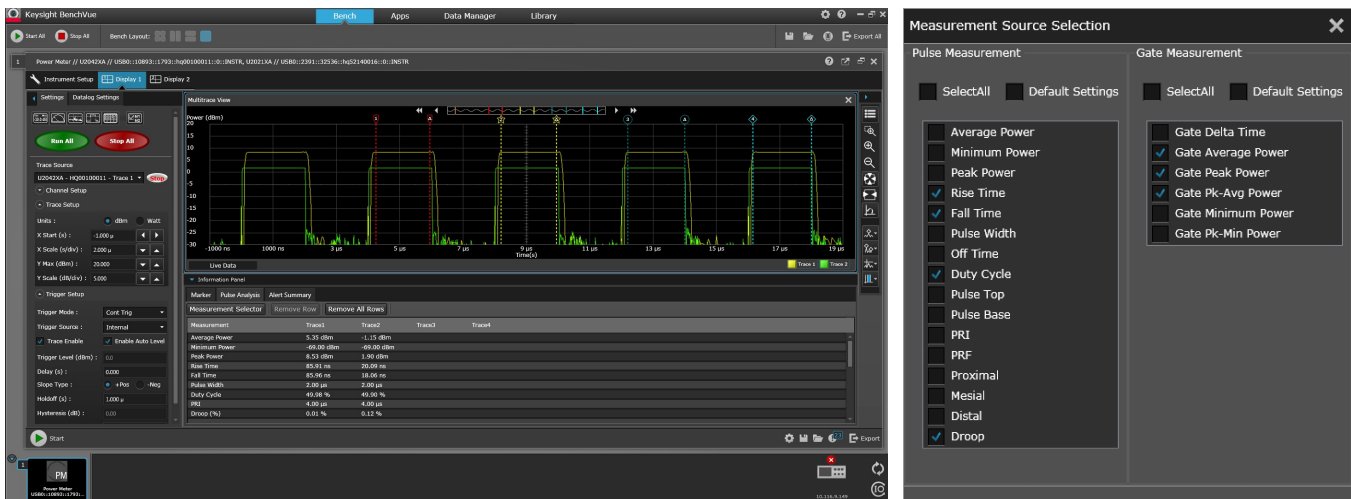 Keysight BenchVue
Bench Apps Data Manager Library
Start All Stop All Bench Layout: Export All
1 Power Meter // U2042XA // USB0::10893::1793::hq00100011::0::INSTR, U2021XA // USB0::2391::32536::hq52140016::0::INSTR
Instrument Setup Display 1 Display 2
Settings Datalog Settings
Run All Stop All
Trace Source
U2042XA - HQ00100011 - Trace 1 Stop
Channel Setup
Trace Setup
Units : dBm Watt
X Start (s) : -1.000 µ
X Scale (s/div) : 2.000 µ
Y Max (dBm) : 20.000
Y Scale (dB/div) : 5.000
Trigger Setup
Trigger Mode : Cont Trig
Trigger Source : Internal
Trace Enable Enable Auto Level
Trigger Level (dBm) : 0.0
Delay (s) : 0.000
Slope Type : +Pos -Neg
Holdoff (s) : 1.000 µ
Hysteresis (dB) : 0.00
Multitrace View
Power (dBm)
20
15
10
5
0
-5
-10
-15
-20
-25
-30
-1000 ns 1000 ns 3 µs 5 µs 7 µs 9 µs 11 µs 13 µs 15 µs 17 µs 19 µs
Time(s)
Live Data Trace 1 Trace 2
Information Panel
Marker Pulse Analysis Alert Summary
Measurement Selector Remove Row Remove All Rows
Measurement Trace1 Trace2 Trace3 Trace4
Average Power 5.35 dBm -1.15 dBm
Minimum Power -69.00 dBm -69.00 dBm
Peak Power 8.53 dBm 1.90 dBm
Rise Time 85.91 ns 20.09 ns
Fall Time 85.96 ns 18.06 ns
Pulse Width 2.00 µs 2.00 µs
Duty Cycle 49.98 % 49.90 %
PRI 4.00 µs 4.00 µs
Droop (%) 0.01 % 0.12 %
Start Export
1 PM
Power Meter
USB0::10893::1793:...
10.116.9.149
Measurement Source Selection
Pulse Measurement
SelectAll Default Settings
Average Power
Minimum Power
Peak Power
Rise Time
Fall Time
Pulse Width
Off Time
Duty Cycle
Pulse Top
Pulse Base
PRI
PRF
Proximal
Mesial
Distal
Droop
Gate Measurement
SelectAll Default Settings
Gate Delta Time
Gate Average Power
Gate Peak Power
Gate Pk-Avg Power
Gate Minimum Power
Gate Pk-Min Power